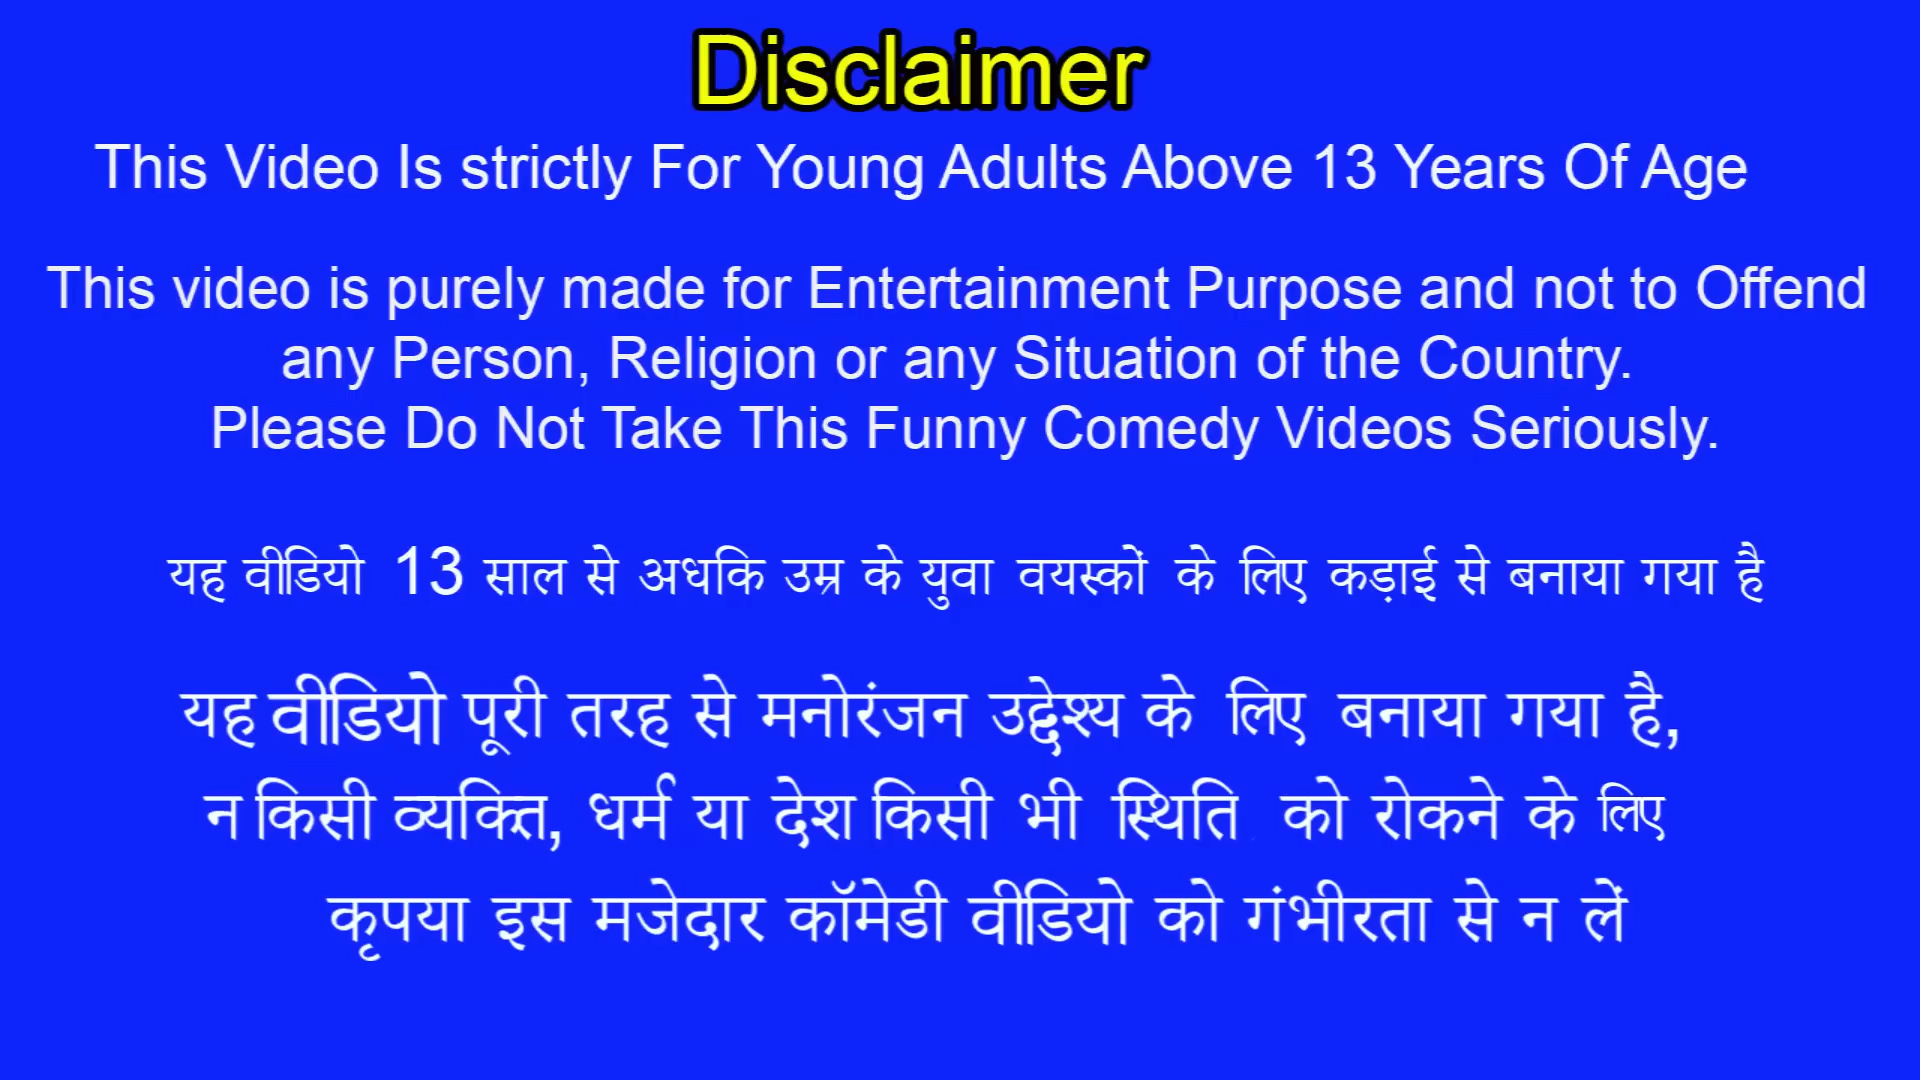 Disclaimer
This Video Is strictly For Young Adults Above 13 Years Of Age
This video is purely made for Entertainment Purpose and not to Offend
any Person, Religion or any Situation of the Country.
Please Do Not Take This Funny Comedy Videos Seriously.
यह वीडियो 13 साल से अधकि उम्र के युवा वयस्कों के लिए कड़ाई से बनाया गया है
यह वीडियो पूरी तरह से मनोरंजन उद्देश्य के लिए बनाया गया है,
न किसी व्यक्ति, धर्म या देश किसी भी स्थिति को रोकने के लिए
कृपया इस मजेदार कॉमेडी वीडियो को गंभीरता से न लें